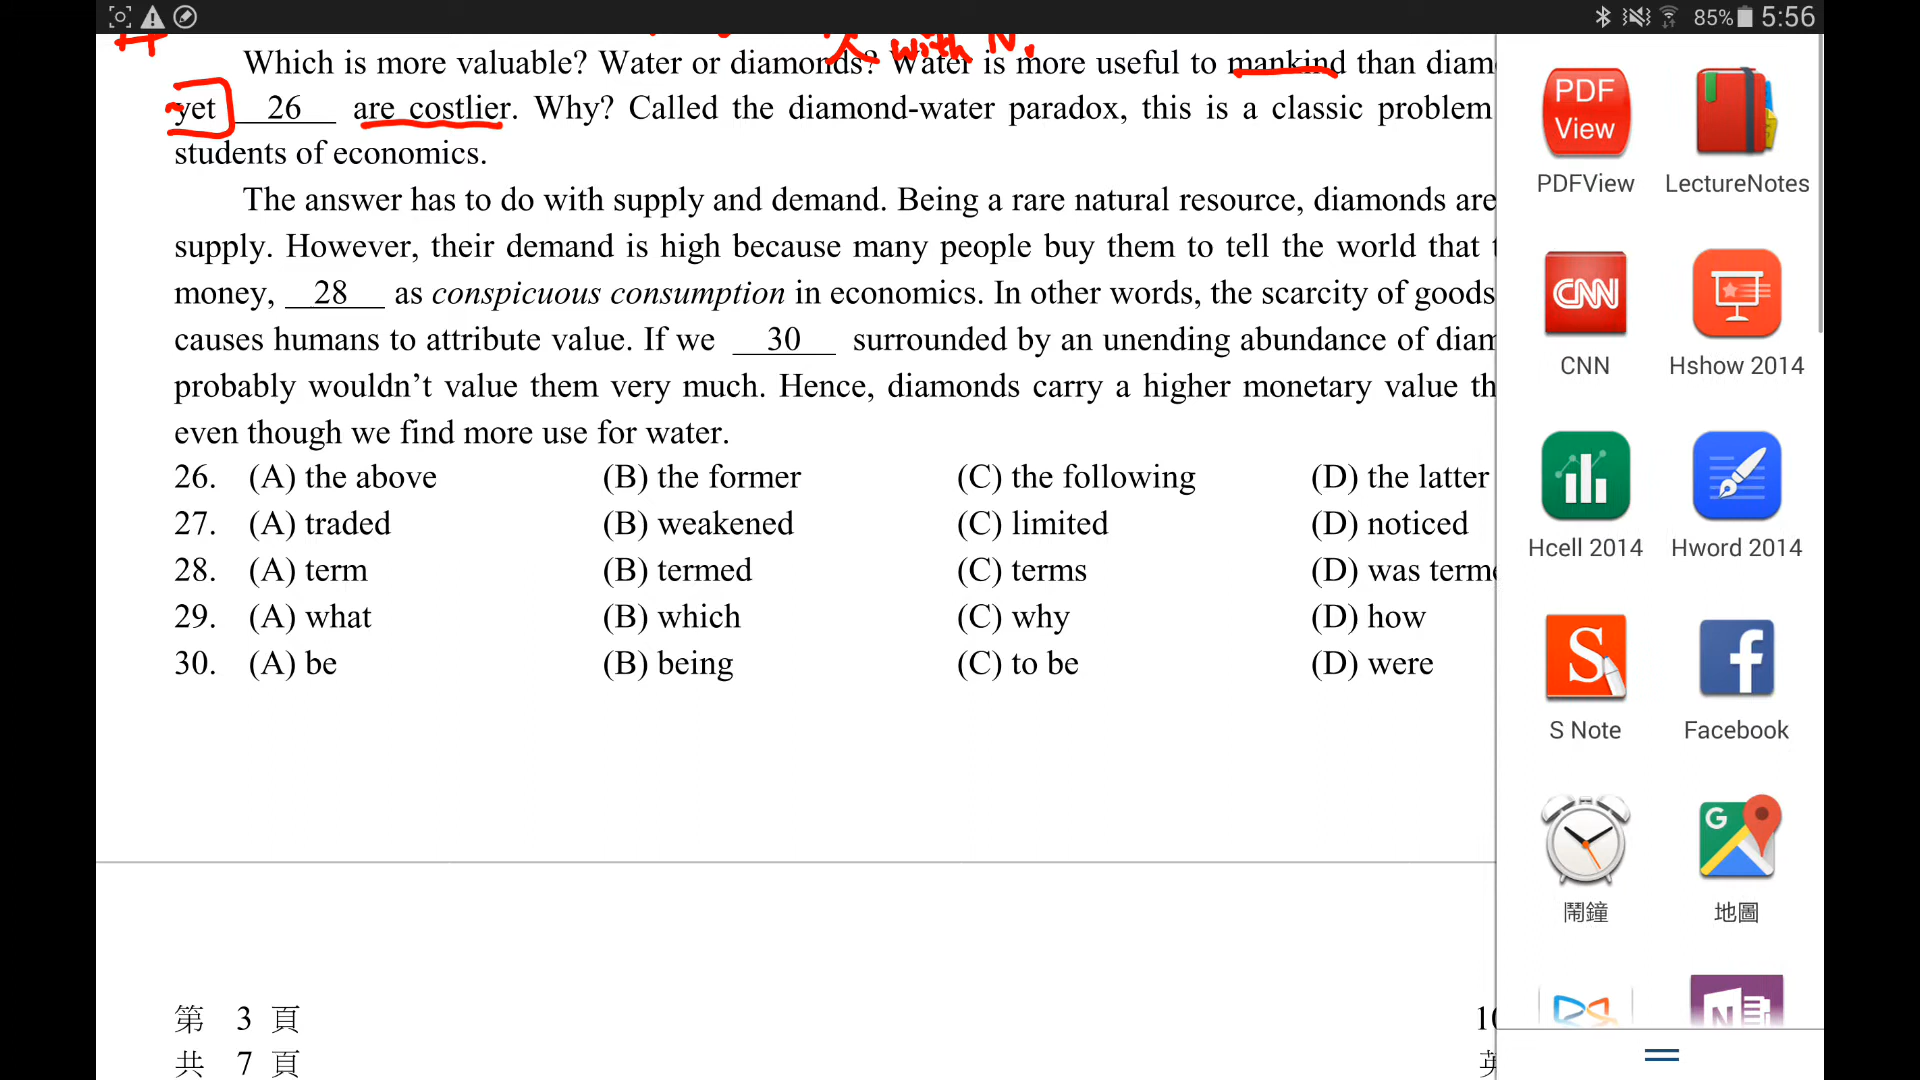 85% 5:56
with N.
Which is more valuable? Water or diamonds? Water is more useful to mankind than diam
yet 26 are costlier. Why? Called the diamond-water paradox, this is a classic problem
students of economics.
The answer has to do with supply and demand. Being a rare natural resource, diamonds are
supply. However, their demand is high because many people buy them to tell the world that
money, 28 as conspicuous consumption in economics. In other words, the scarcity of goods
causes humans to attribute value. If we 30 surrounded by an unending abundance of diam
probably wouldn’t value them very much. Hence, diamonds carry a higher monetary value th
even though we find more use for water.
26. (A) the above (B) the former (C) the following (D) the latter
27. (A) traded (B) weakened (C) limited (D) noticed
28. (A) term (B) termed (C) terms (D) was term
29. (A) what (B) which (C) why (D) how
30. (A) be (B) being (C) to be (D) were
第 3 頁
共 7 頁
PDF
View
PDFView LectureNotes
CNN
CNN Hshow 2014
Hcell 2014 Hword 2014
S
f
S Note Facebook
G
鬧鐘 地圖
N